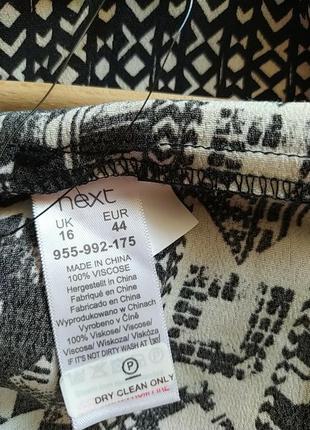 next
UK EUR
16 44
955-992-175
MADE IN CHINA
100% VISCOSE
Hergestellt in China
Fabriqué en Chine
Fabricado en China
Wyprodukowano w Chinach
Vyrobeno v Číně
100% Viskose/ Viscose/
Viscosa/ Wiskoza/ Viskóza
IF IT'S NOT DIRTY WASH AT
DRY CLEAN ONLY